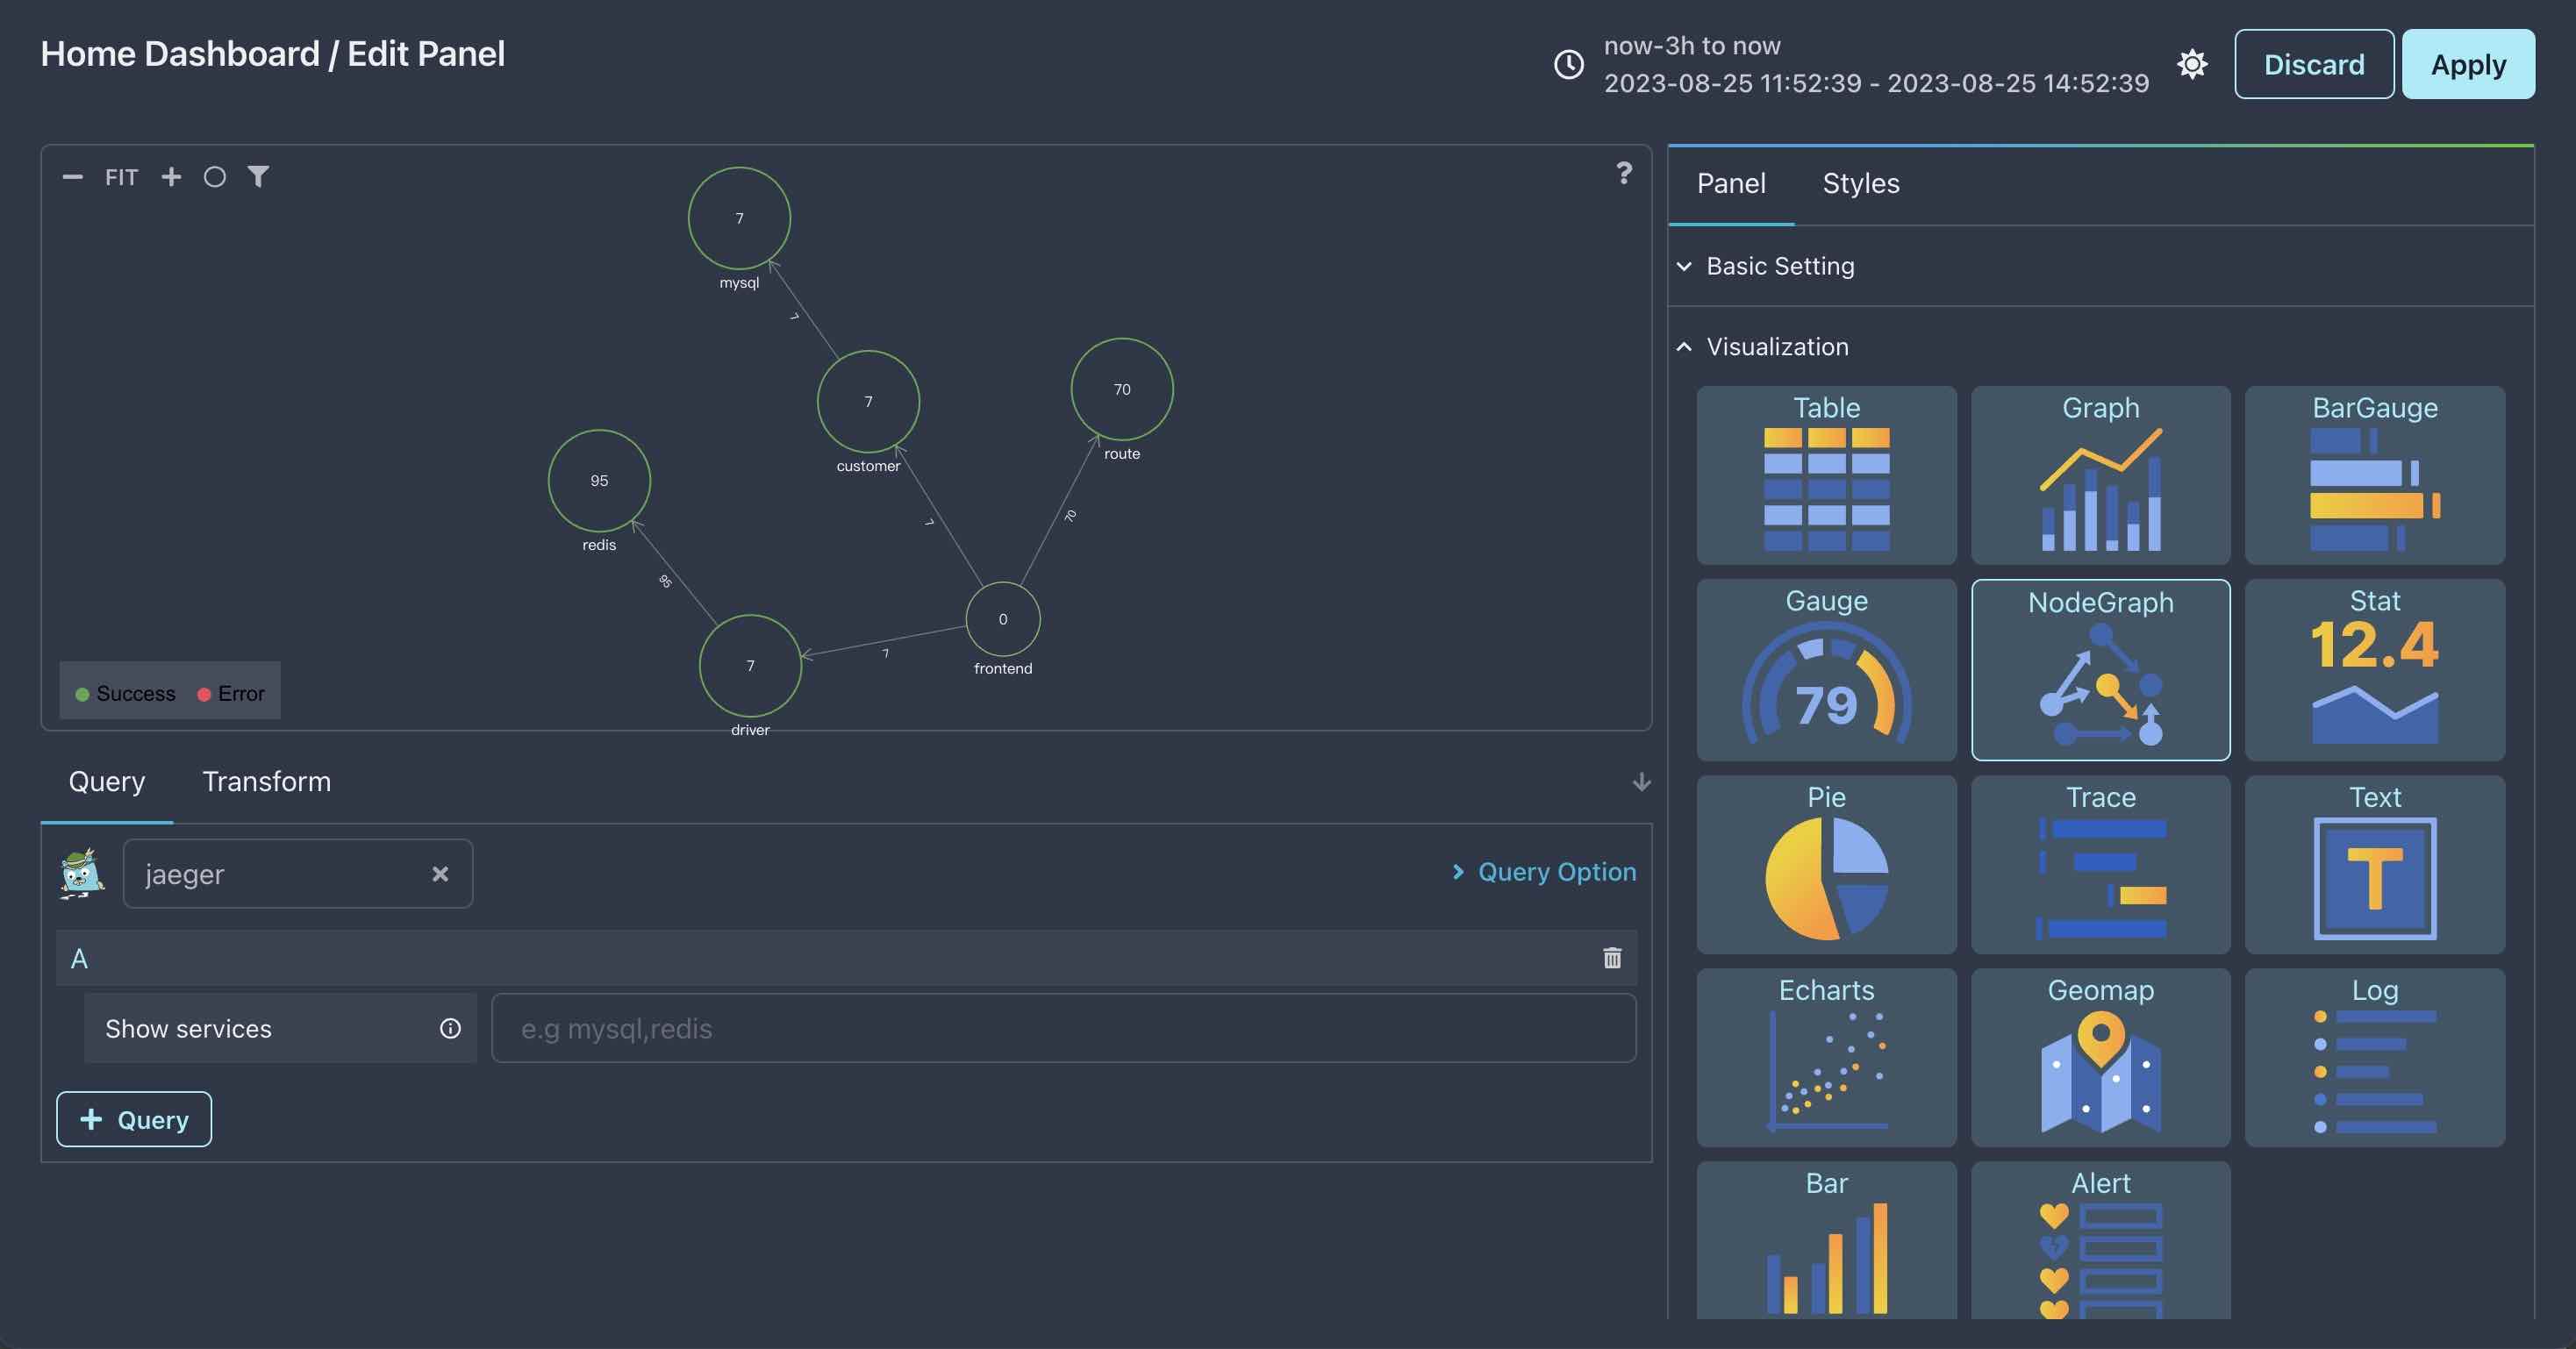 Home Dashboard / Edit Panel
now-3h to now
2023-08-25 11:52:39 - 2023-08-25 14:52:39
Discard
Apply
FIT
?
7
mysql
7
7
customer
70
route
95
redis
7
70
95
0
frontend
7
7
driver
Success
Error
Query
Transform
jaeger
Query Option
A
Show services
e.g mysql,redis
Query
Panel
Styles
Basic Setting
Visualization
Table
Graph
BarGauge
Gauge
79
NodeGraph
Stat
12.4
Pie
Trace
Text
T
Echarts
Geomap
Log
Bar
Alert